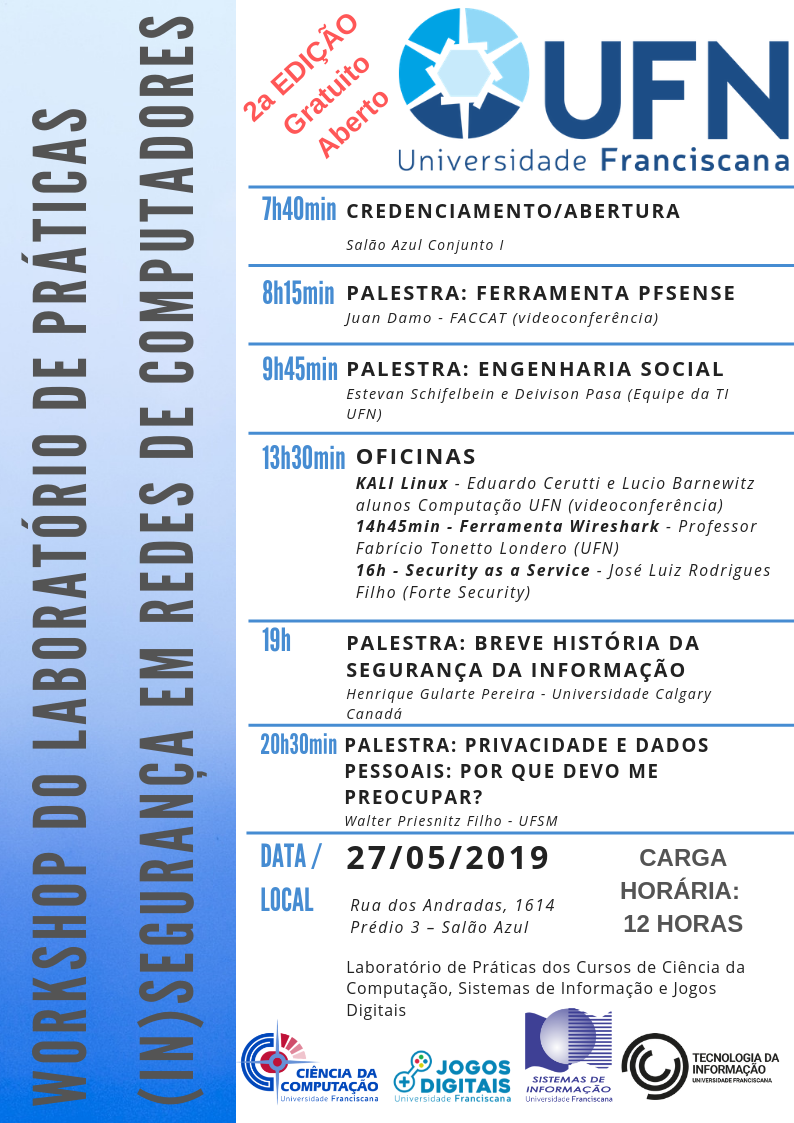 WORKSHOP DO LABORATÓRIO DE PRÁTICAS
(IN)SEGURANÇA EM REDES DE COMPUTADORES
2a EDIÇÃO
Gratuito
Aberto
UFN
Universidade Franciscana
7h40min CREDENCIAMENTO/ABERTURA
Salão Azul Conjunto I
8h15min PALESTRA: FERRAMENTA PFSENSE
Juan Damo - FACCAT (videoconferência)
9h45min PALESTRA: ENGENHARIA SOCIAL
Estevan Schifelbein e Deivison Pasa (Equipe da TI
UFN)
13h30min OFICINAS
KALI Linux - Eduardo Cerutti e Lucio Barnewitz
alunos Computação UFN (videoconferência)
14h45min - Ferramenta Wireshark - Professor
Fabrício Tonetto Londero (UFN)
16h - Security as a Service - José Luiz Rodrigues
Filho (Forte Security)
19h PALESTRA: BREVE HISTÓRIA DA
SEGURANÇA DA INFORMAÇÃO
Henrique Gularte Pereira - Universidade Calgary
Canadá
20h30min PALESTRA: PRIVACIDADE E DADOS
PESSOAIS: POR QUE DEVO ME
PREOCUPAR?
Walter Priesnitz Filho - UFSM
DATA /
LOCAL
27/05/2019
Rua dos Andradas, 1614
Prédio 3 – Salão Azul
CARGA
HORÁRIA:
12 HORAS
Laboratório de Práticas dos Cursos de Ciência da
Computação, Sistemas de Informação e Jogos
Digitais
CIÊNCIA DA
COMPUTAÇÃO
Universidade Franciscana
JOGOS
DIGITAIS
Universidade Franciscana
SISTEMAS DE
INFORMAÇÃO
Universidade Franciscana
TECNOLOGIA DA
INFORMAÇÃO
UNIVERSIDADE FRANCISCANA